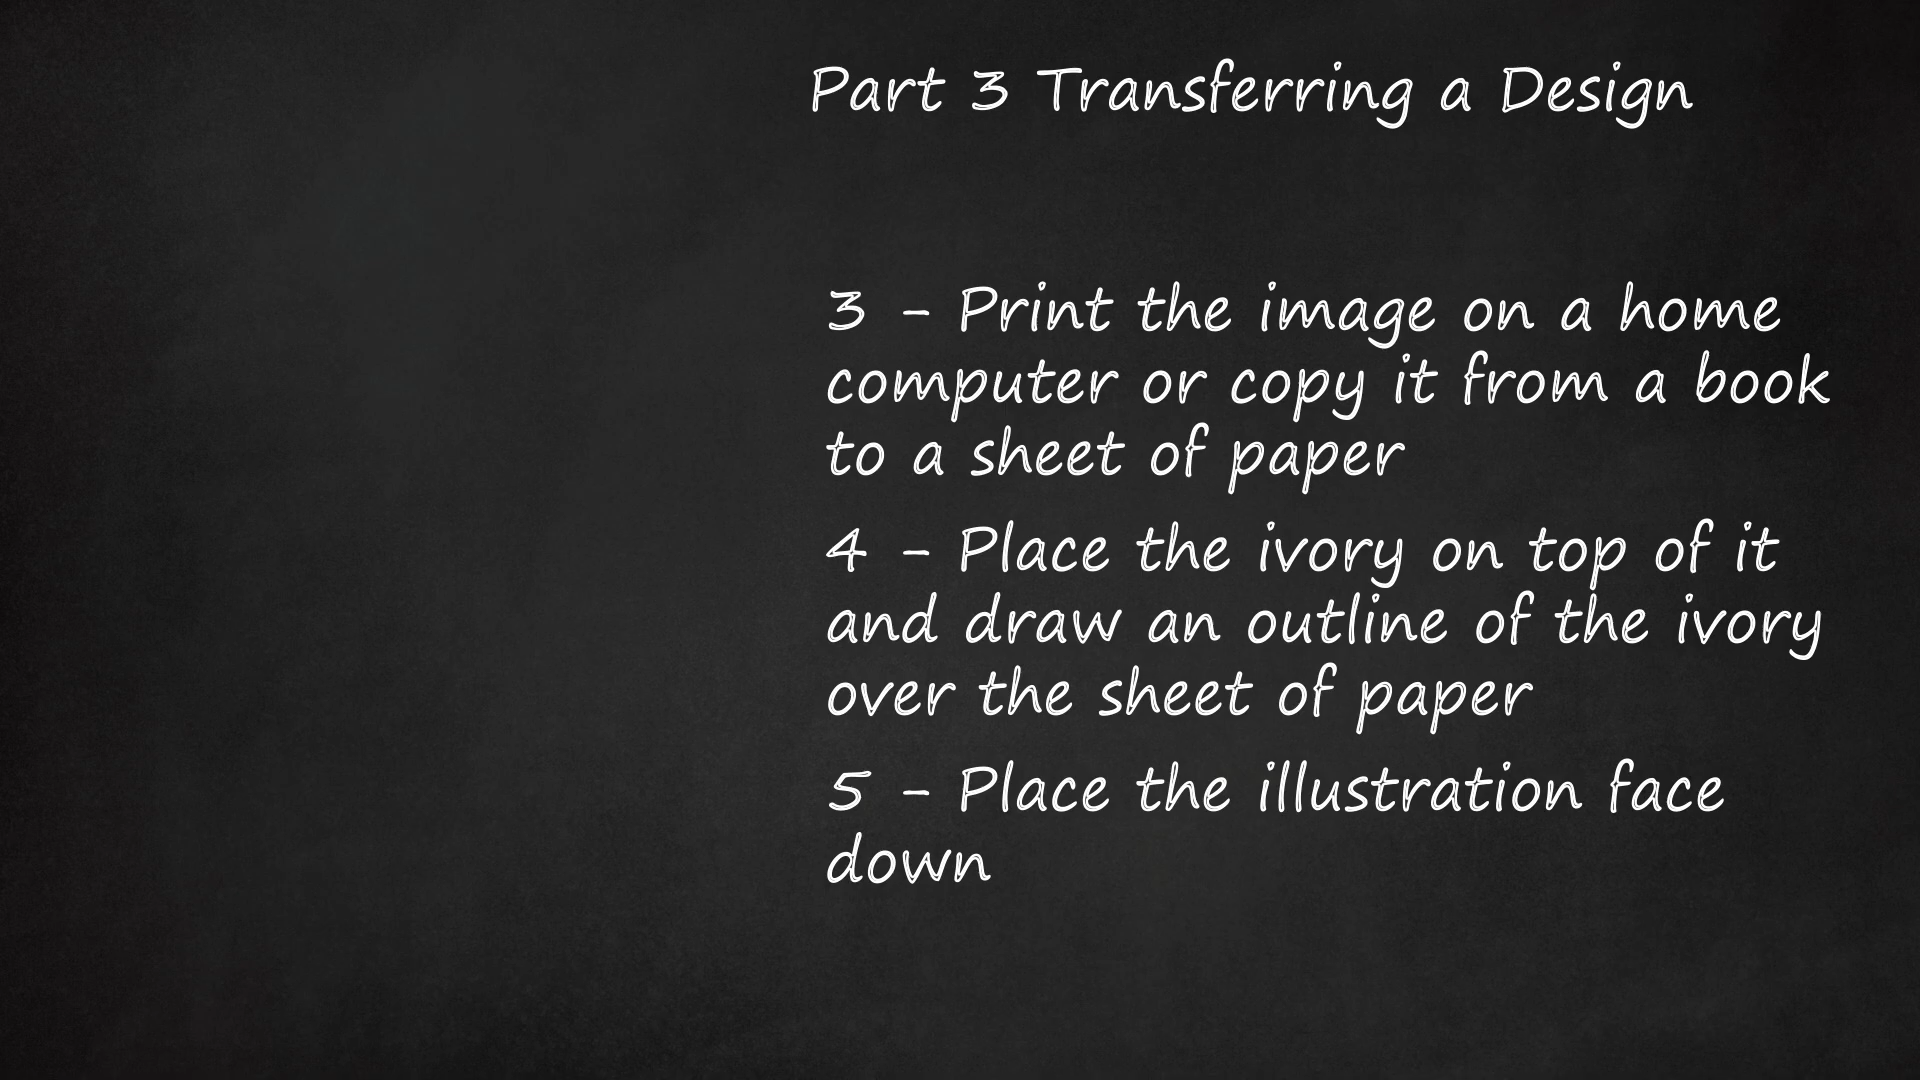 Part 3 Transferring a Design
3 - Print the image on a home
computer or copy it from a book
to a sheet of paper
4 - Place the ivory on top of it
and draw an outline of the ivory
over the sheet of paper
5 - Place the illustration face
down